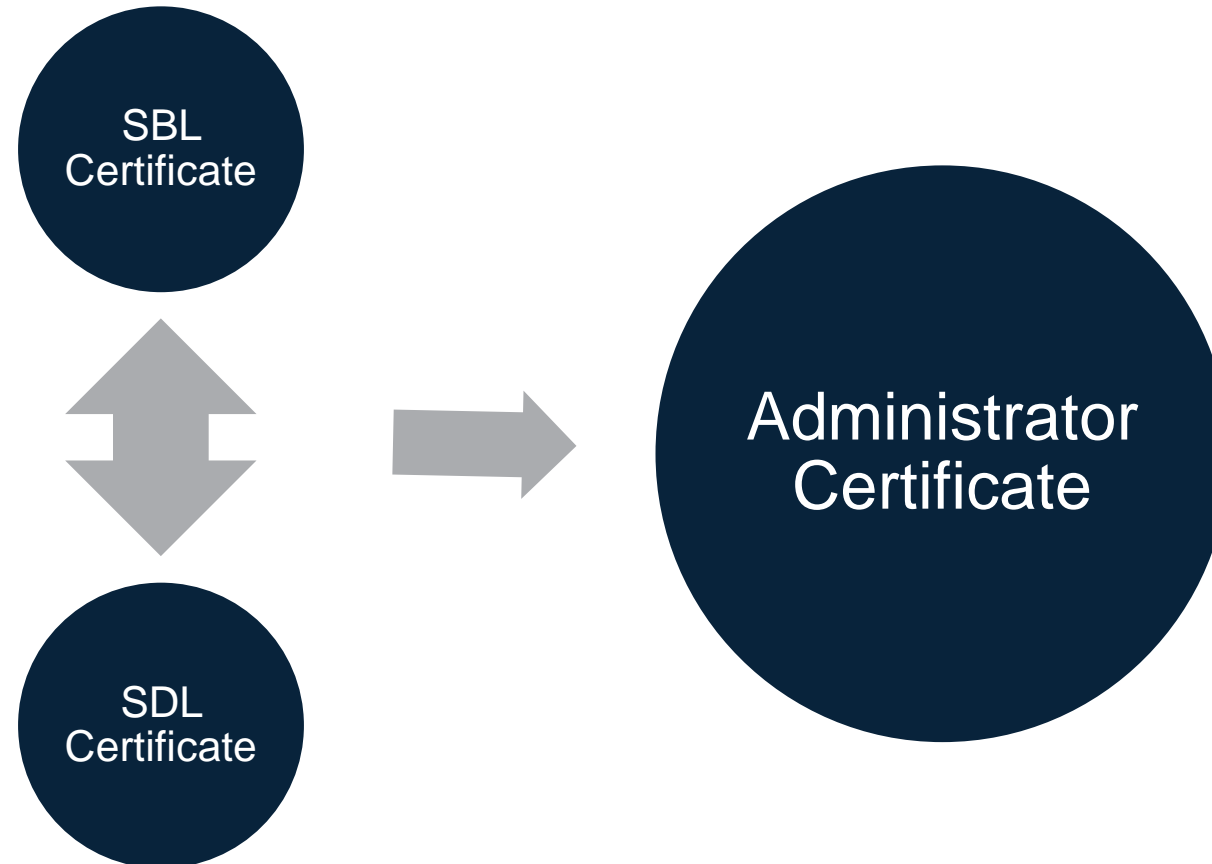 SBL
Certificate
Administrator
Certificate
SDL
Certificate